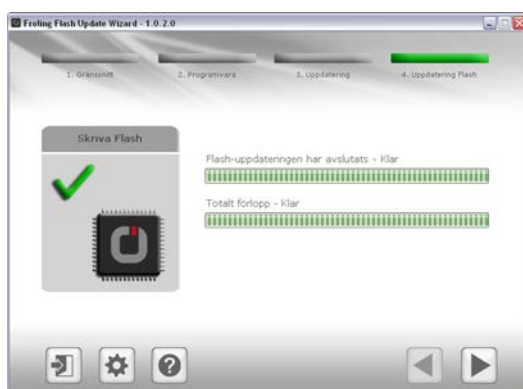 Froling Flash Update Wizard - 1.0.2.0
1. Gränssnitt
2. Programvara
3. Uppdatering
4. Uppdatering Flash
Skriva Flash
Flash-uppdateringen har avslutats - Klar
Totalt förlopp - Klar